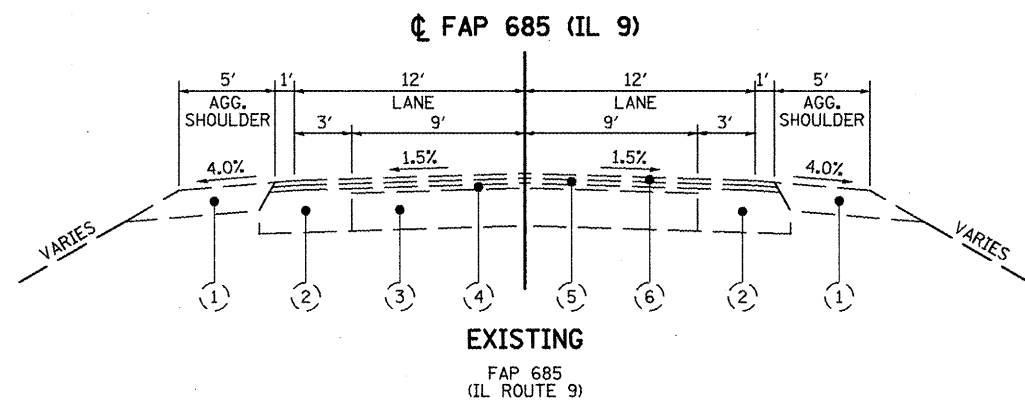 ℄ FAP 685 (IL 9)
5' 1' 12' 12' 1' 5'
AGG. SHOULDER LANE LANE AGG. SHOULDER
3' 9' 9' 3'
4.0% 1.5% 1.5% 4.0%
VARIES VARIES
1 2 3 4 5 6 2 1
EXISTING
FAP 685
(IL ROUTE 9)